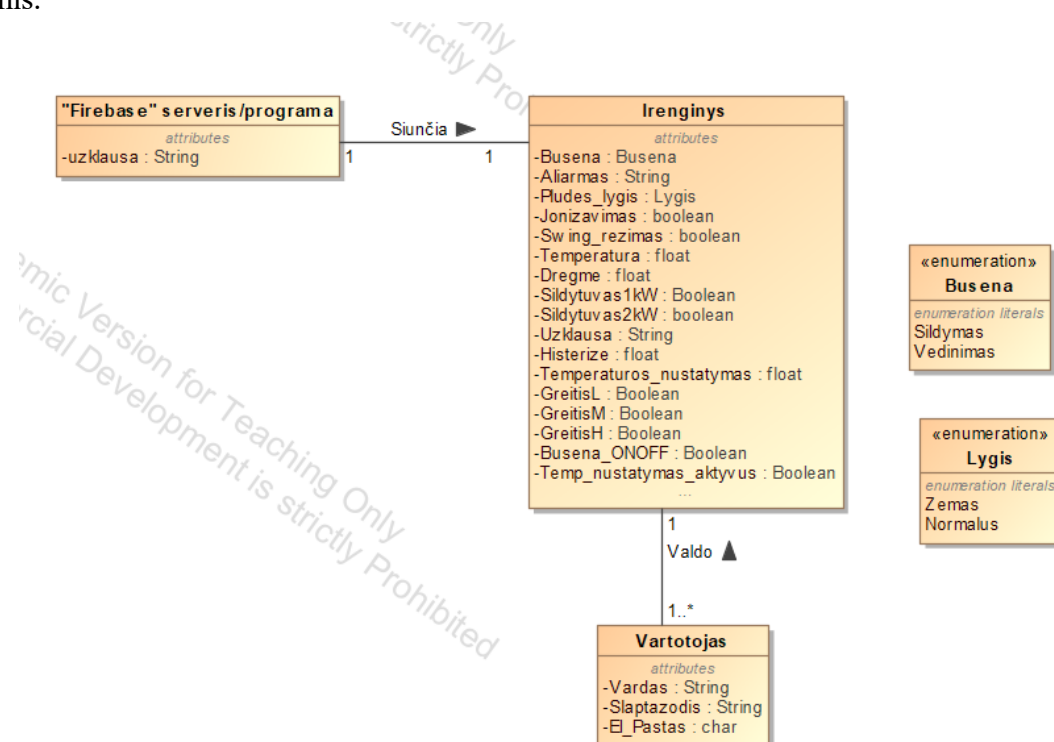 "Firebase" serveris/programa
attributes
-uzklausa : String
Siunčia
1
1
Irenginys
attributes
-Busena : Busena
-Aliarmas : String
-Pludes_lygis : Lygis
-Jonizavimas : boolean
-Swing_rezimas : boolean
-Temperatura : float
-Dregme : float
-Sildytuvas1kW : Boolean
-Sildytuvas2kW : boolean
-Uzklausa : String
-Histerize : float
-Temperaturos_nustatymas : float
-GreitisL : Boolean
-GreitisM : Boolean
-GreitisH : Boolean
-Busena_ONOFF : Boolean
-Temp_nustatymas_aktyvus : Boolean
...
«enumeration»
Busena
enumeration literals
Sildymas
Vedinimas
«enumeration»
Lygis
enumeration literals
Zemas
Normalus
1
Valdo
1..*
Vartotojas
attributes
-Vardas : String
-Slaptazodis : String
-El_Pastas : char
Version for Teaching Only
Development is strictly Prohibited